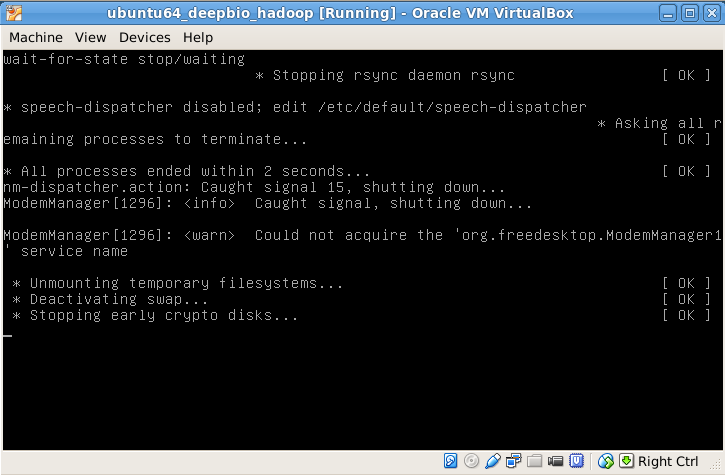 ubuntu64_deepbio_hadoop [Running] - Oracle VM VirtualBox
Machine View Devices Help
wait-for-state stop/waiting
* Stopping rsync daemon rsync [ OK ]
* speech-dispatcher disabled; edit /etc/default/speech-dispatcher
* Asking all r
emaining processes to terminate... [ OK ]
* All processes ended within 2 seconds... [ OK ]
nm-dispatcher.action: Caught signal 15, shutting down...
ModemManager[1296]: <info>  Caught signal, shutting down...
ModemManager[1296]: <warn>  Could not acquire the 'org.freedesktop.ModemManager1
' service name
* Unmounting temporary filesystems... [ OK ]
* Deactivating swap... [ OK ]
* Stopping early crypto disks... [ OK ]
Right Ctrl